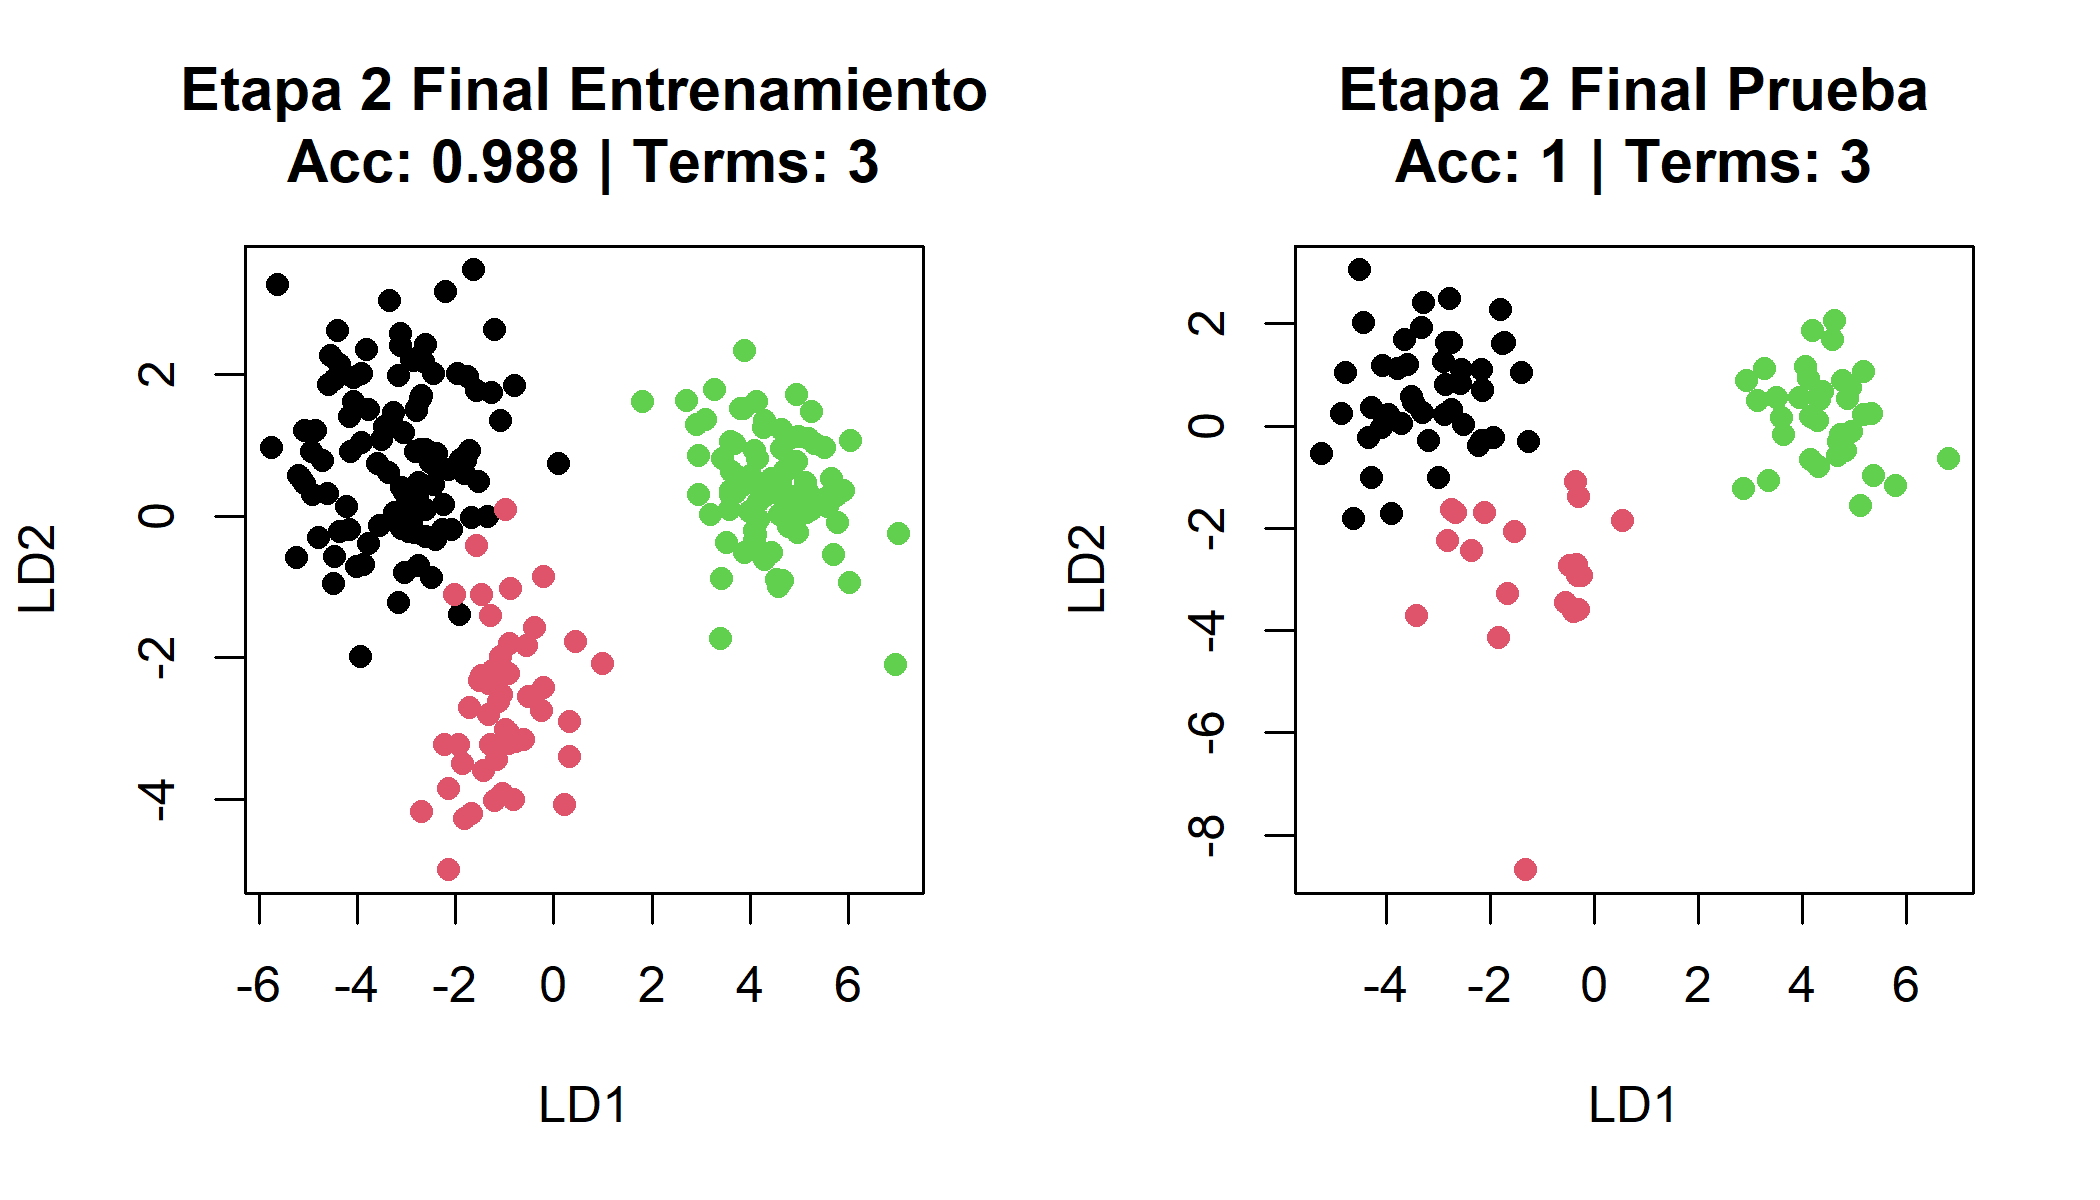 Etapa 2 Final Entrenamiento
Acc: 0.988 | Terms: 3
LD2
2
0
-2
-4
-6 -4 -2 0 2 4 6
LD1
Etapa 2 Final Prueba
Acc: 1 | Terms: 3
LD2
2
0
-2
-4
-6
-8
-4 -2 0 2 4 6
LD1